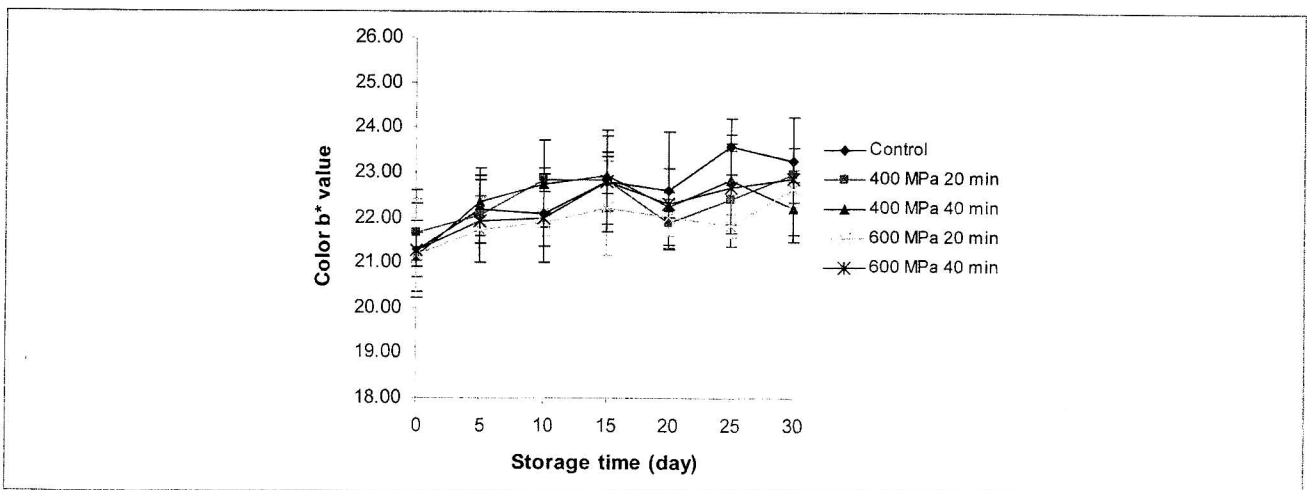 26.00
25.00
24.00
23.00
22.00
21.00
20.00
19.00
18.00
Color b* value
0 5 10 15 20 25 30
Storage time (day)
Control
400 MPa 20 min
400 MPa 40 min
600 MPa 20 min
600 MPa 40 min